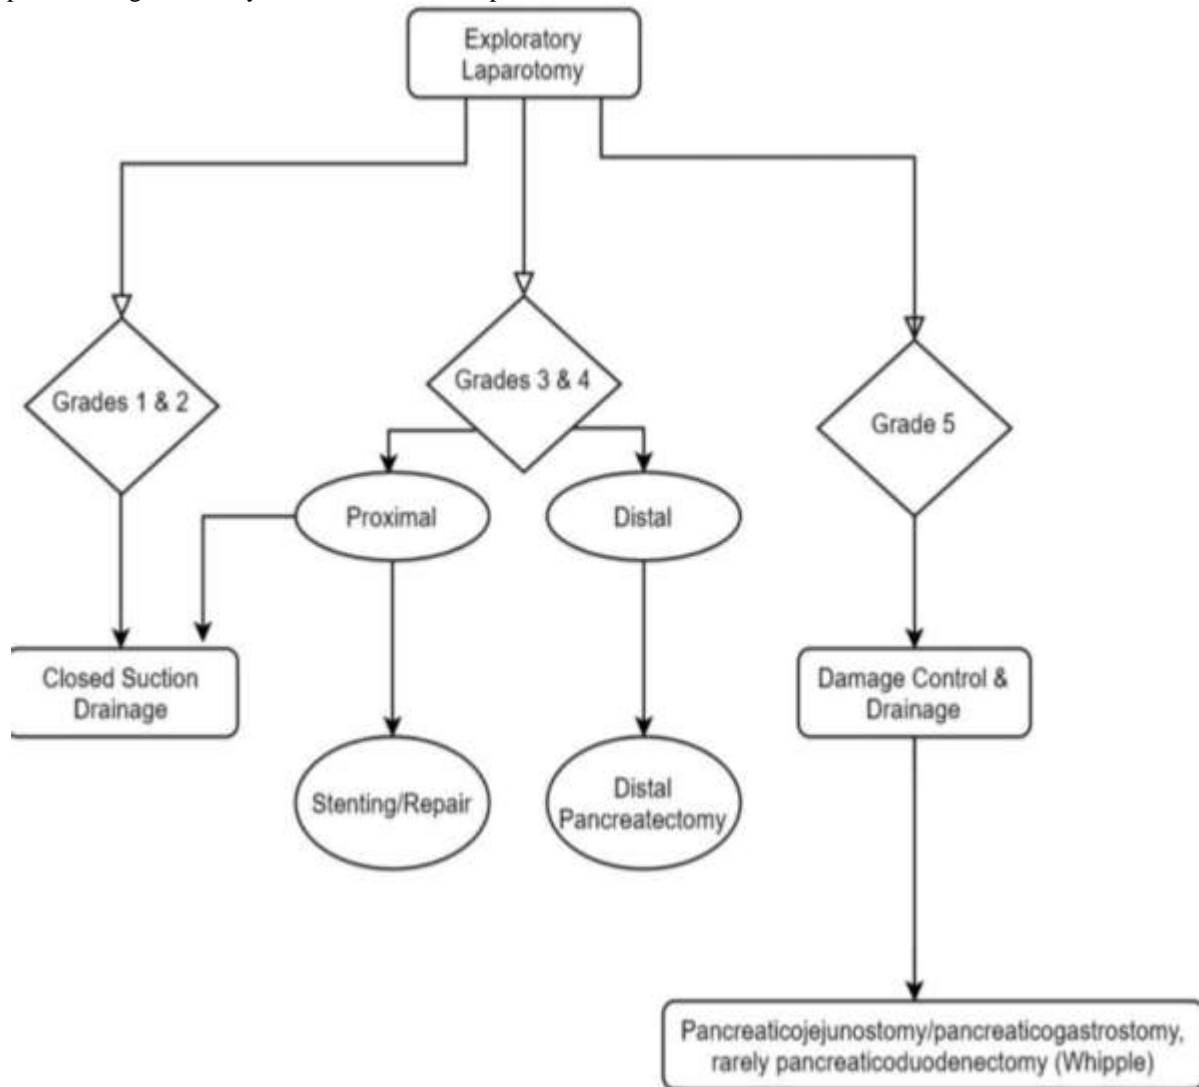 Exploratory
Laparotomy
Grades 1 & 2
Grades 3 & 4
Grade 5
Proximal
Distal
Closed Suction
Drainage
Damage Control &
Drainage
Stenting/Repair
Distal
Pancreatectomy
Pancreaticojejunostomy/pancreaticogastrostomy,
rarely pancreaticoduodenectomy (Whipple)